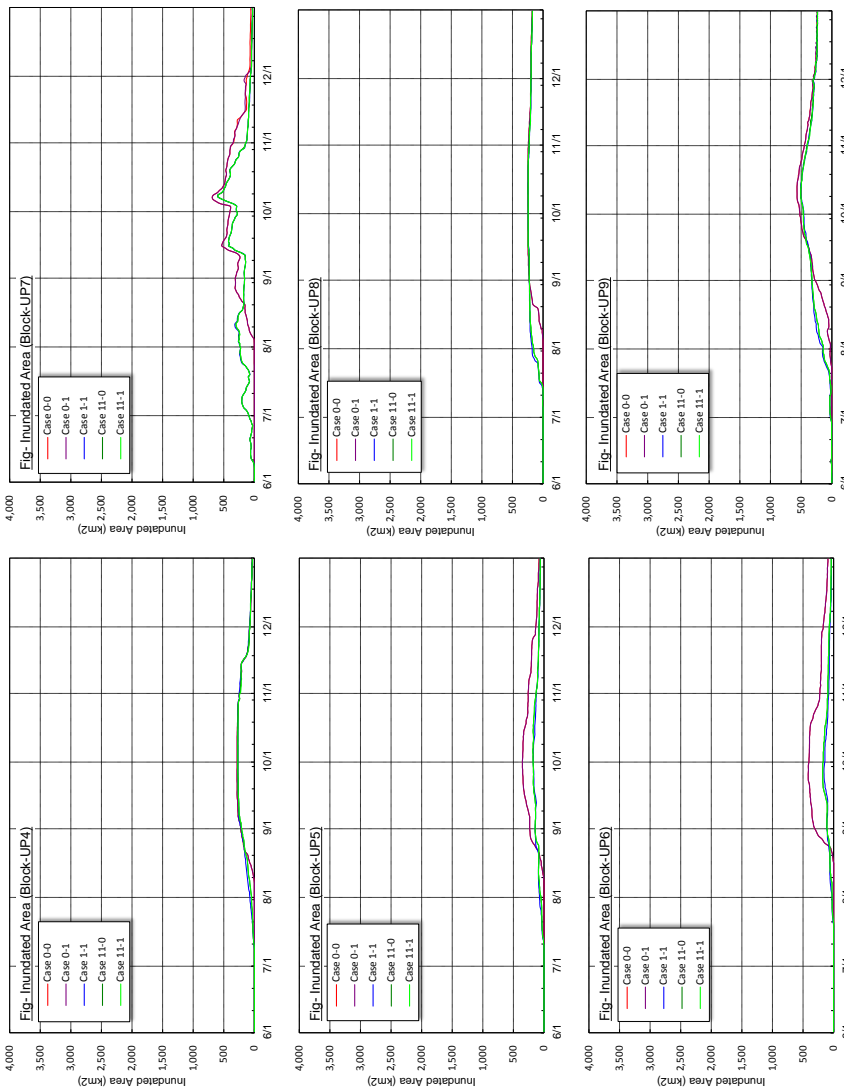 Fig- Inundated Area (Block-UP4)
Inundated Area (km2)
4,000
3,500
3,000
2,500
2,000
1,500
1,000
500
0
6/1
7/1
8/1
9/1
10/1
11/1
12/1
Case 0-0
Case 0-1
Case 1-1
Case 11-0
Case 11-1
Fig- Inundated Area (Block-UP7)
Inundated Area (km2)
4,000
3,500
3,000
2,500
2,000
1,500
1,000
500
0
6/1
7/1
8/1
9/1
10/1
11/1
12/1
Case 0-0
Case 0-1
Case 1-1
Case 11-0
Case 11-1
Fig- Inundated Area (Block-UP5)
Inundated Area (km2)
4,000
3,500
3,000
2,500
2,000
1,500
1,000
500
0
6/1
7/1
8/1
9/1
10/1
11/1
12/1
Case 0-0
Case 0-1
Case 1-1
Case 11-0
Case 11-1
Fig- Inundated Area (Block-UP8)
Inundated Area (km2)
4,000
3,500
3,000
2,500
2,000
1,500
1,000
500
0
6/1
7/1
8/1
9/1
10/1
11/1
12/1
Case 0-0
Case 0-1
Case 1-1
Case 11-0
Case 11-1
Fig- Inundated Area (Block-UP6)
Inundated Area (km2)
4,000
3,500
3,000
2,500
2,000
1,500
1,000
500
0
Case 0-0
Case 0-1
Case 1-1
Case 11-0
Case 11-1
Fig- Inundated Area (Block-UP9)
Inundated Area (km2)
4,000
3,500
3,000
2,500
2,000
1,500
1,000
500
0
Case 0-0
Case 0-1
Case 1-1
Case 11-0
Case 11-1